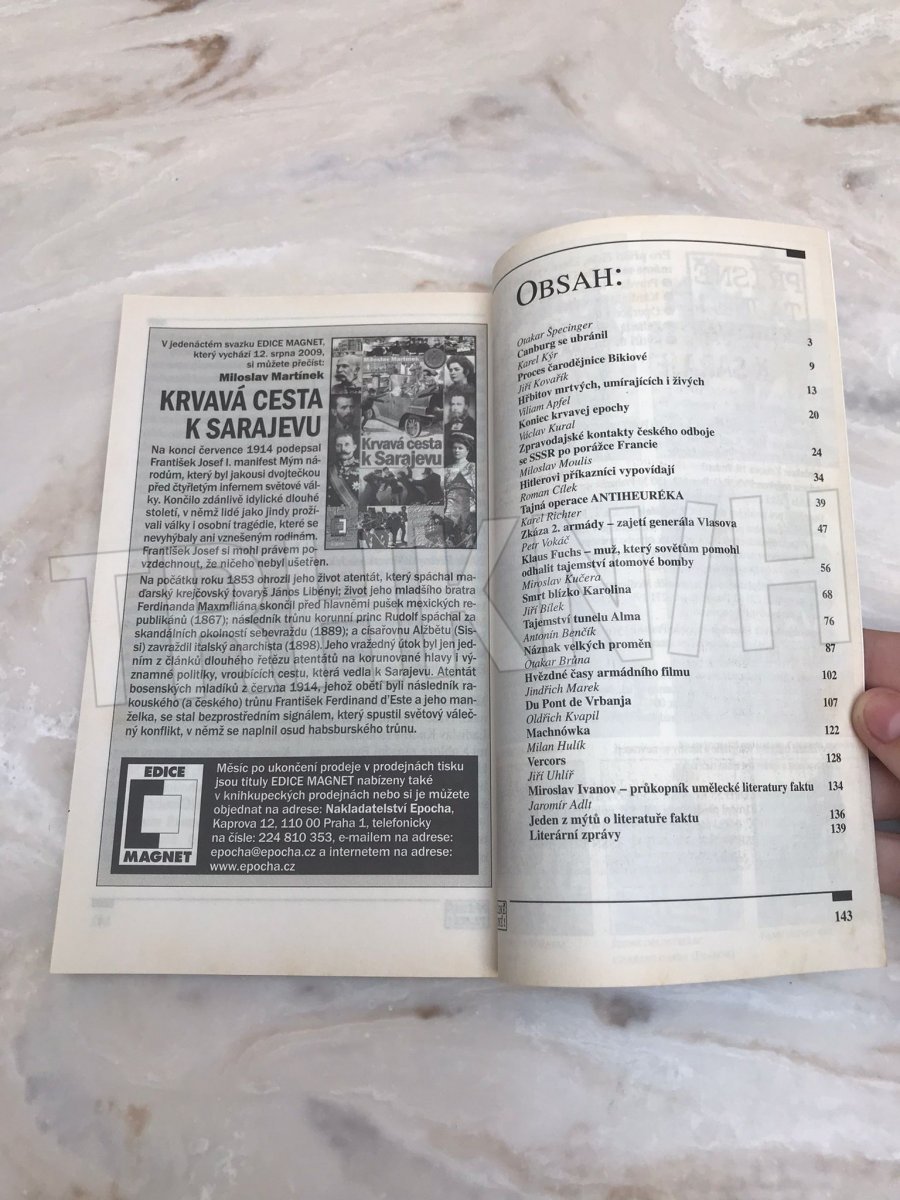 V jedenáctém svazku EDICE MAGNET,
který vychází 12. srpna 2009,
si můžete přečíst:
Miloslav Martínek
KRVAVÁ CESTA
K SARAJEVU
Na konci července 1914 podepsal
František Josef I. manifest Mým ná-
rodům, který byl jakousi dvojtečkou
před čtyřletým infernem světové vál-
ky. Končilo zdánlivě idylické dlouhé
století, v němž lidé jako jindy proží-
vali války i osobní tragédie, které se
nevyhýbaly ani vznešeným rodinám.
František Josef si mohl právem po-
vzdechnout, že ničeho nebyl ušetřen.
Na počátku roku 1853 ohrozil jeho život atentát, který spáchal ma-
ďarský krejčovský tovaryš János Libényi; život jeho mladšího bratra
Ferdinanda Maxmiliána skončil před hlavněmi pušek mexických re-
publikánů (1867); následník trůnu korunní princ Rudolf spáchal za
skandálních okolností sebevraždu (1889); a císařovnu Alžbětu (Sis-
si) zavraždil italský anarchista (1898). Jeho vražedný útok byl jen jed-
ním z článků dlouhého řetězu atentátů na korunované hlavy i vý-
znamné politiky, vroubících cestu, která vedla k Sarajevu. Atentát
bosenských mladíků z června 1914, jehož obětí byli následník ra-
kouského (a českého) trůnu František Ferdinand d'Este a jeho man-
želka, se stal bezprostředním signálem, který spustil světový váleč-
ný konflikt, v němž se naplnil osud habsburského trůnu.
Miloslav Martínek
Krvavá cesta
k Sarajevu
EDICE
MAGNET
Měsíc po ukončení prodeje v prodejnách tisku
jsou tituly EDICE MAGNET nabízeny také
v knihkupeckých prodejnách nebo si je můžete
objednat na adrese: Nakladatelství Epocha,
Kaprova 12, 110 00 Praha 1, telefonicky
na čísle: 224 810 353, e-mailem na adrese:
epocha@epocha.cz a internetem na adrese:
www.epocha.cz
OBSAH:
Otakar Špecinger
Canburg se ubránil 3
Karel Kýr
Proces čarodějnice Bikiové 9
Jiří Kovařík
Hřbitov mrtvých, umírajících i živých 13
Viliam Apfel
Koniec krvavej epochy 20
Václav Kural
Zpravodajské kontakty českého odboje
se SSSR po porážce Francie 24
Miloslav Moulis
Hitlerovi příkazníci vypovídají 34
Roman Cílek
Tajná operace ANTIHEURÉKA 39
Karel Richter
Zkáza 2. armády – zajetí generála Vlasova 47
Petr Vokáč
Klaus Fuchs – muž, který sovětům pomohl
odhalit tajemství atomové bomby 56
Miroslav Kučera
Smrt blízko Karolina 68
Jiří Bílek
Tajemství tunelu Alma 76
Antonín Benčík
Náznak velkých proměn 87
Otakar Brůna
Hvězdné časy armádního filmu 102
Jindřich Marek
Du Pont de Vrbanja 107
Oldřich Kvapil
Machnówka 122
Milan Hulík
Vercors 128
Jiří Uhlíř
Miroslav Ivanov – průkopník umělecké literatury faktu 134
Jaromír Adlt
Jeden z mýtů o literatuře faktu 136
Literární zprávy 139
143